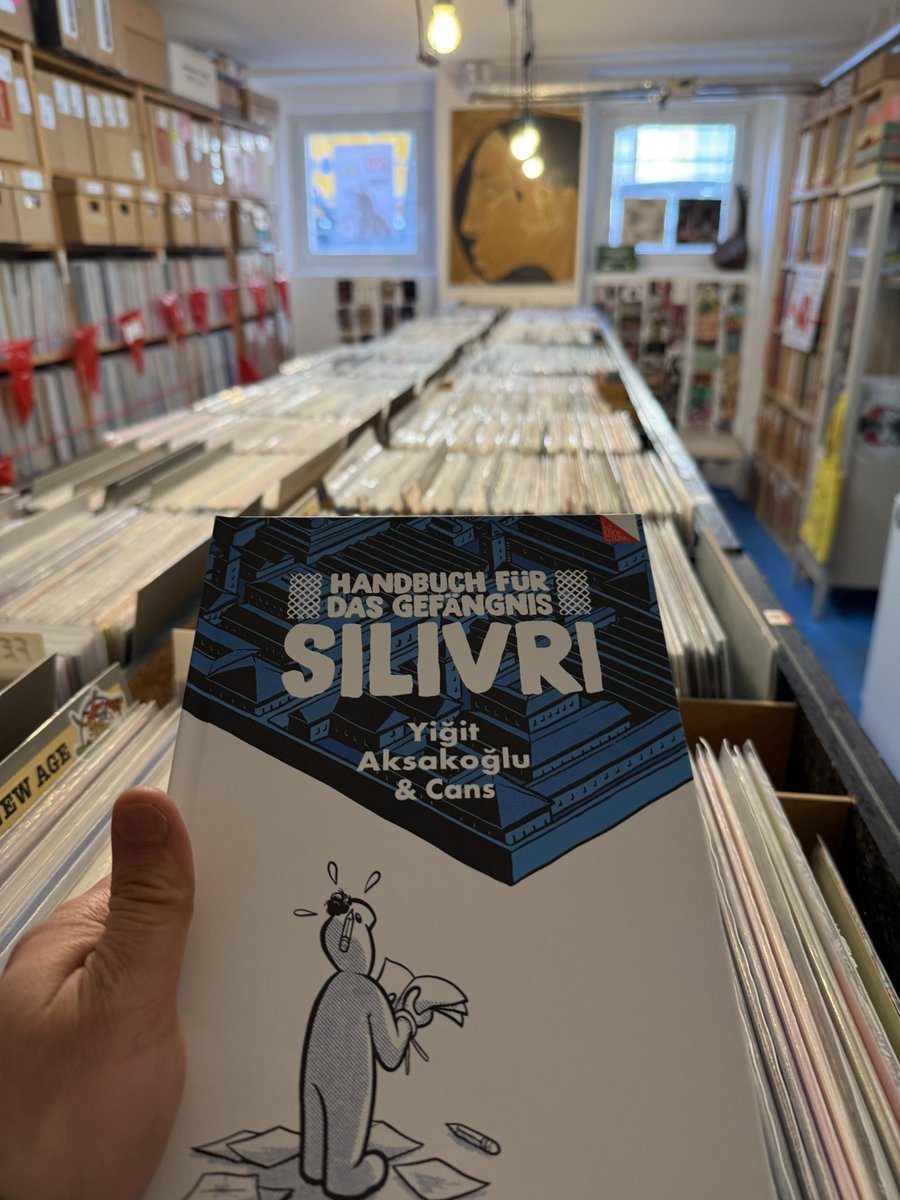 HANDBUCH FÜR
DAS GEFÄNGNIS
SILIVRI
Yiğit
Aksakoğlu
& Cans
NEW AGE